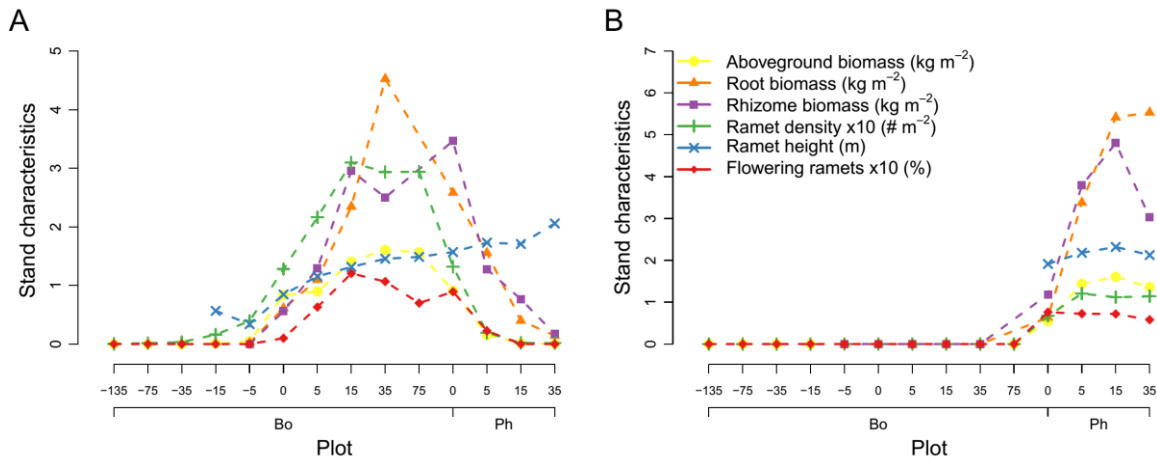 A
B
Stand characteristics
5
4
3
2
1
0
−135 −75 −35 −15 −5 0 5 15 35 75 0 5 15 35
Bo Ph
Plot
Stand characteristics
7
6
5
4
3
2
1
0
Aboveground biomass (kg m⁻²)
Root biomass (kg m⁻²)
Rhizome biomass (kg m⁻²)
Ramet density x10 (# m⁻²)
Ramet height (m)
Flowering ramets x10 (%)
−135 −75 −35 −15 −5 0 5 15 35 75 0 5 15 35
Bo Ph
Plot